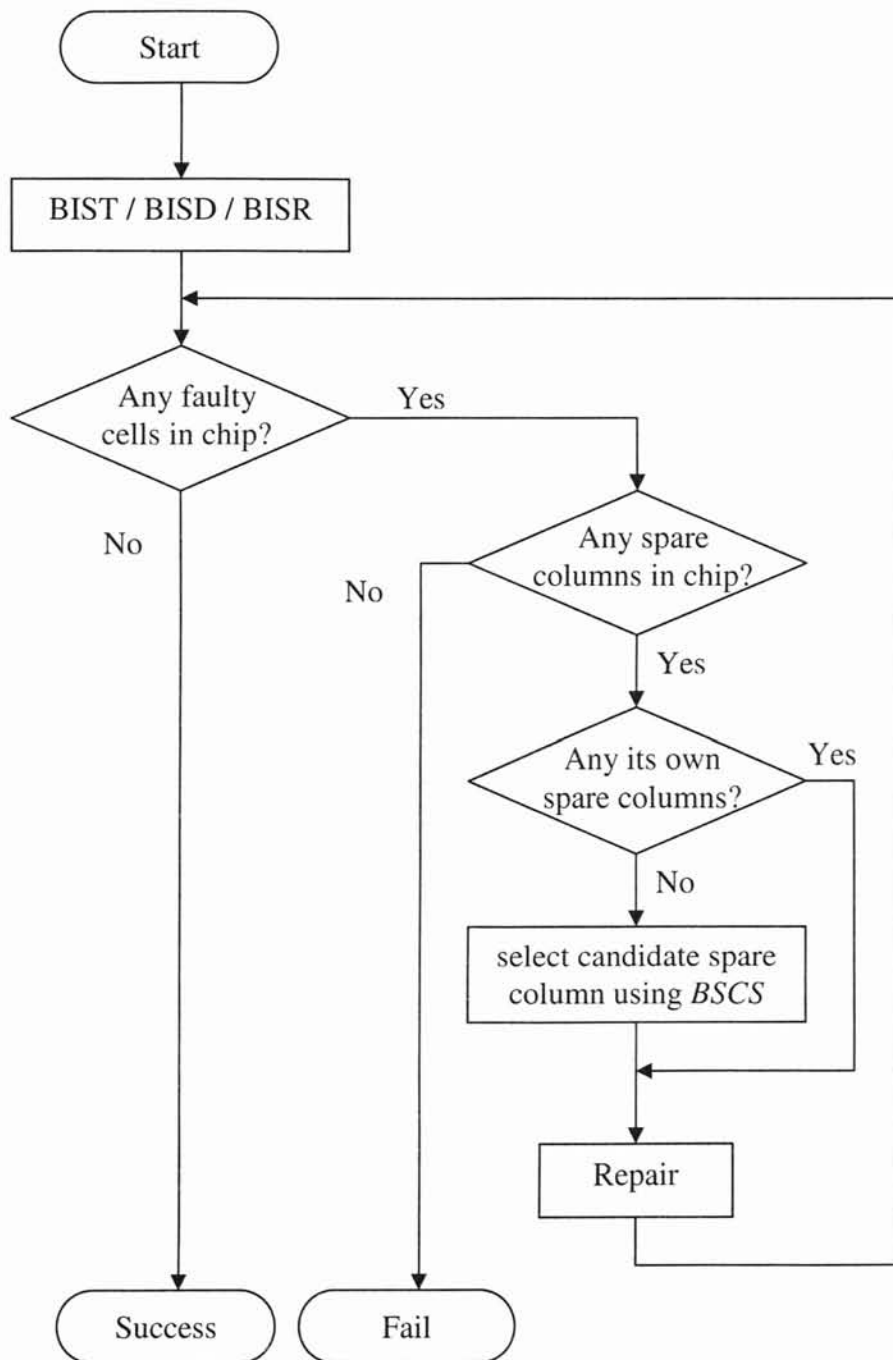 Start
BIST / BISD / BISR
Any faulty
cells in chip?
Yes
No
Any spare
columns in chip?
No
Yes
Any its own
spare columns?
Yes
No
select candidate spare
column using BSCS
Repair
Success
Fail